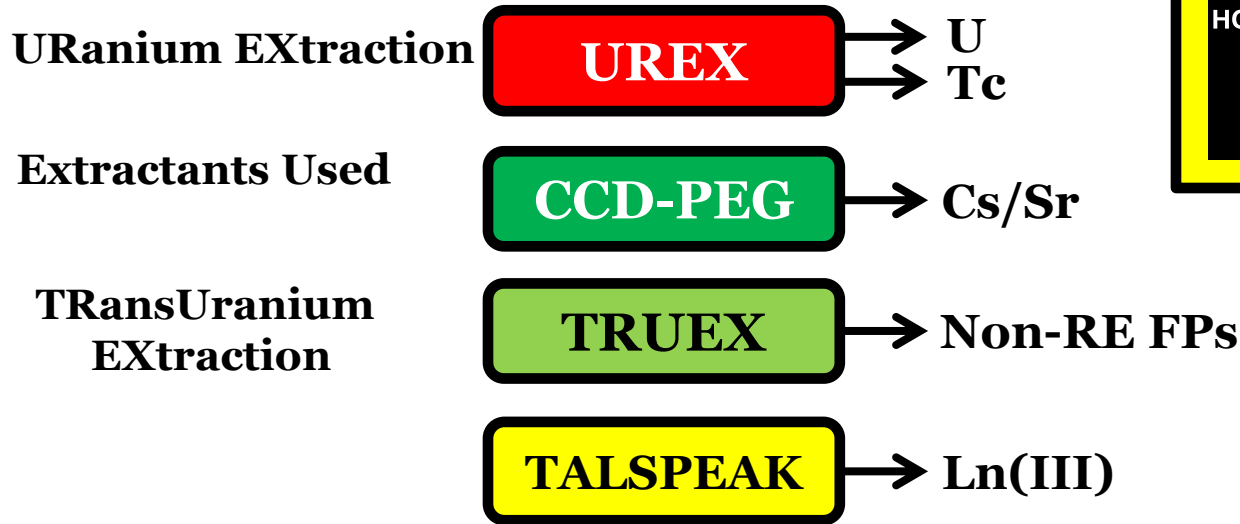 URanium EXtraction UREX U
Tc
Extractants Used CCD-PEG Cs/Sr
TRansUranium
EXtraction TRUEX Non-RE FPs
TALSPEAK Ln(III)